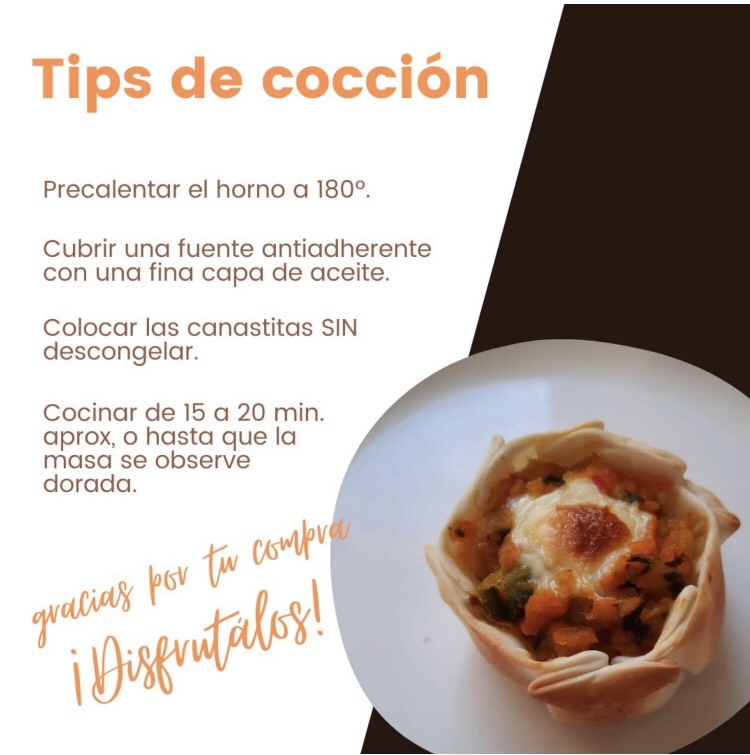 Tips de cocción
Precalentar el horno a 180º.
Cubrir una fuente antiadherente
con una fina capa de aceite.
Colocar las canastitas SIN
descongelar.
Cocinar de 15 a 20 min.
aprox, o hasta que la
masa se observe
dorada.
gracias por tu compra
¡Disfrutálos!